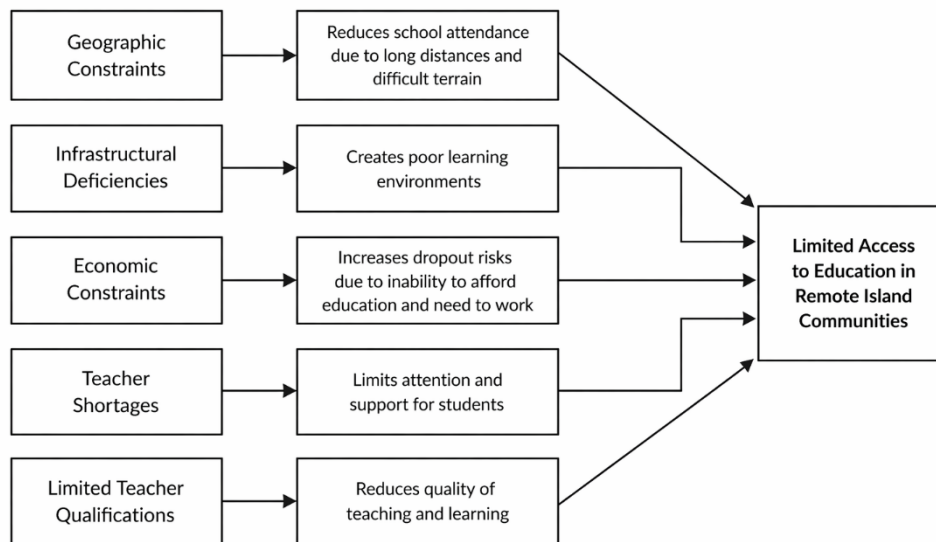 Geographic
Constraints
Reduces school attendance
due to long distances and
difficult terrain
Infrastructural
Deficiencies
Creates poor learning
environments
Economic
Constraints
Increases dropout risks
due to inability to afford
education and need to work
Teacher
Shortages
Limits attention and
support for students
Limited Teacher
Qualifications
Reduces quality of
teaching and learning
Limited Access
to Education in
Remote Island
Communities